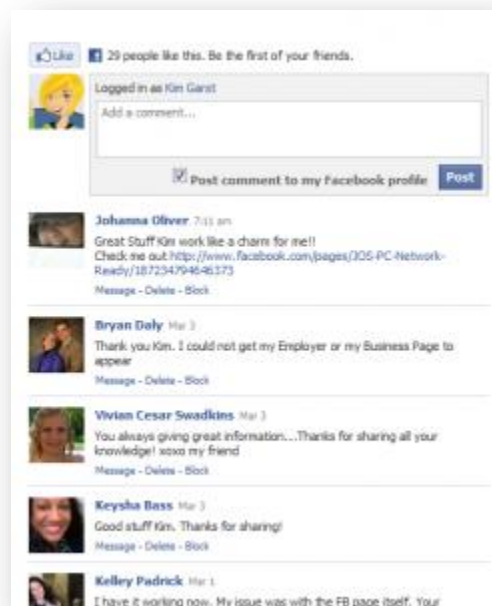 Like 29 people like this. Be the first of your friends.
Logged in as Kim Garst
Add a comment...
Post comment to my Facebook profile Post
Johanna Oliver 7:11 am
Great Stuff Kim work like a charm for me!!
Check me out http://www.facebook.com/pages/JOS-PC-Network-
Ready/187234794646373
Message - Delete - Block
Bryan Daly Mar 3
Thank you Kim. I could not get my Employer or my Business Page to
appear
Message - Delete - Block
Vivian Cesar Swadkins Mar 3
You always giving great information...Thanks for sharing all your
knowledge! xoxo my friend
Message - Delete - Block
Keysha Bass Mar 3
Good stuff Kim. Thanks for sharing!
Message - Delete - Block
Kelley Padrick Mar 1
I have it working now. My issue was with the FB page itself. Your